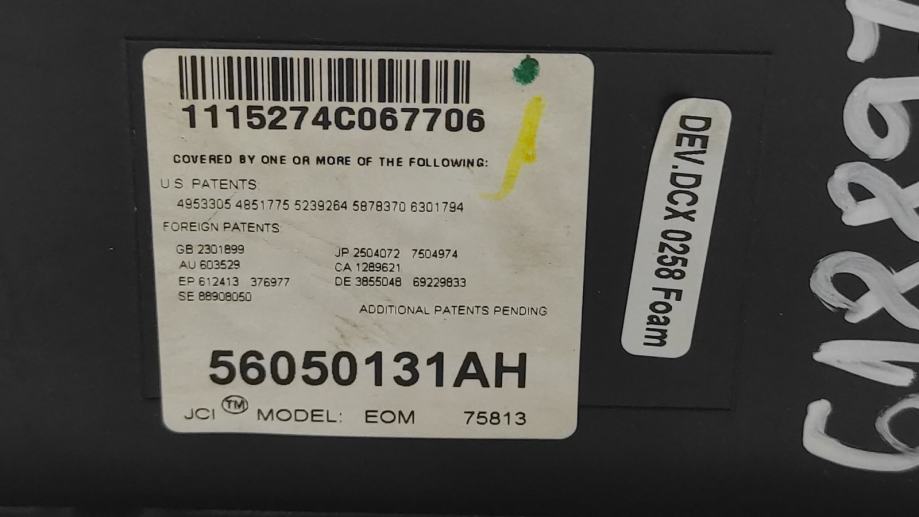 1115274C067706
COVERED BY ONE OR MORE OF THE FOLLOWING:
U S PATENTS
4953305 4851775 5239264 5878370 6301794
FOREIGN PATENTS
GB 2301899 JP 2504072 7504974
AU 603529 CA 1289621
EP 612413 376977 DE 3855048 69229833
SE 88908050
ADDITIONAL PATENTS PENDING
56050131AH
JCI TM MODEL: EOM 75813
DEV.DCX 0258 Foam